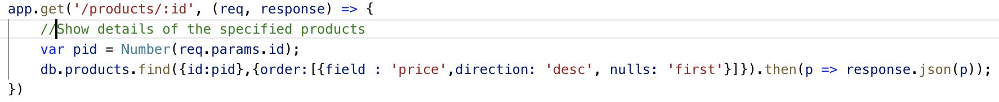 app.get('/products/:id', (req, response) => {
    //Show details of the specified products
    var pid = Number(req.params.id);
    db.products.find({id:pid},{order:[{field : 'price',direction: 'desc', nulls: 'first'}]}).then(p => response.json(p));
})